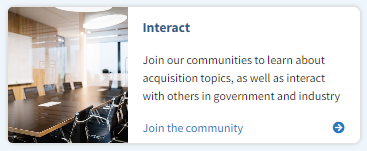 Interact
Join our communities to learn about
acquisition topics, as well as interact
with others in government and industry
Join the community